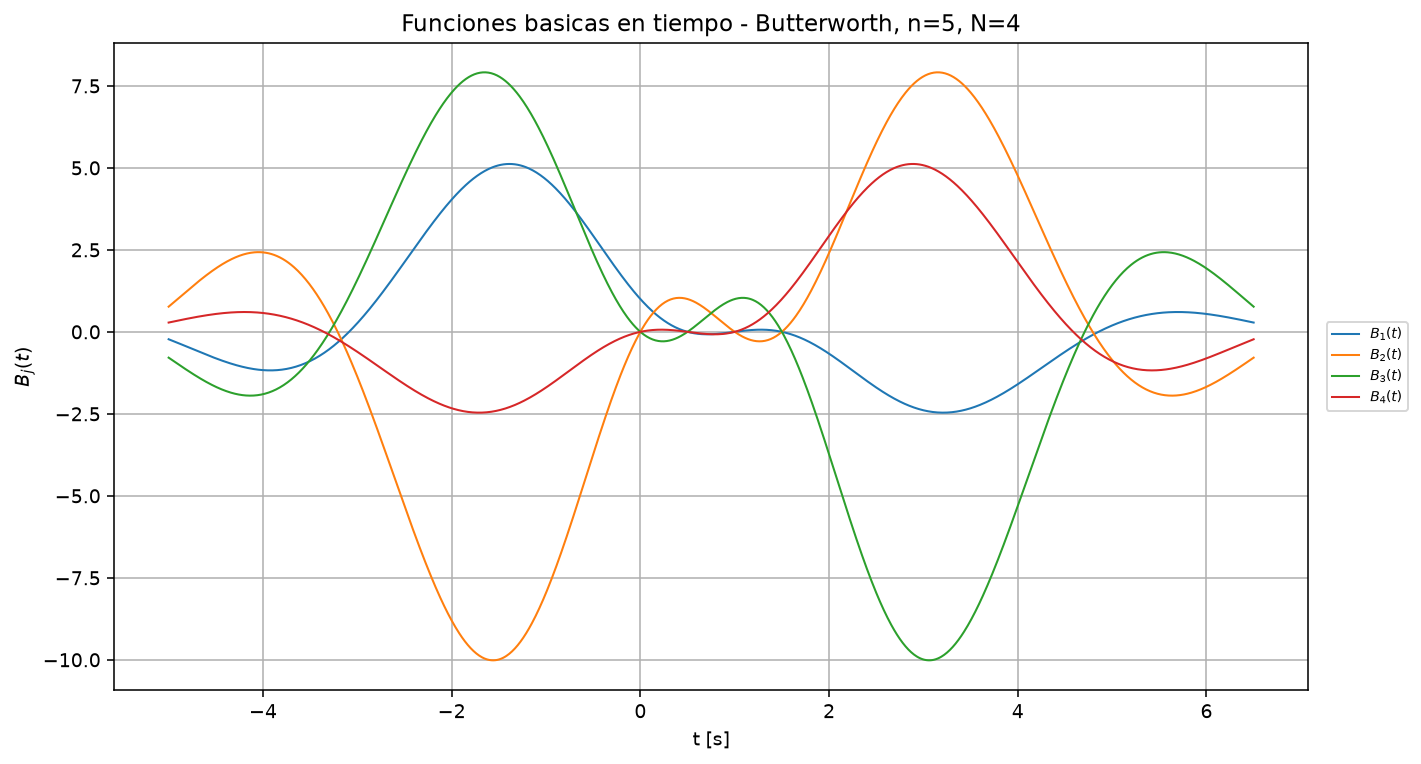 Funciones basicas en tiempo - Butterworth, n=5, N=4
7.5
5.0
2.5
0.0
−2.5
−5.0
−7.5
−10.0
B_j(t)
−4 −2 0 2 4 6
t [s]
B_1(t)
B_2(t)
B_3(t)
B_4(t)